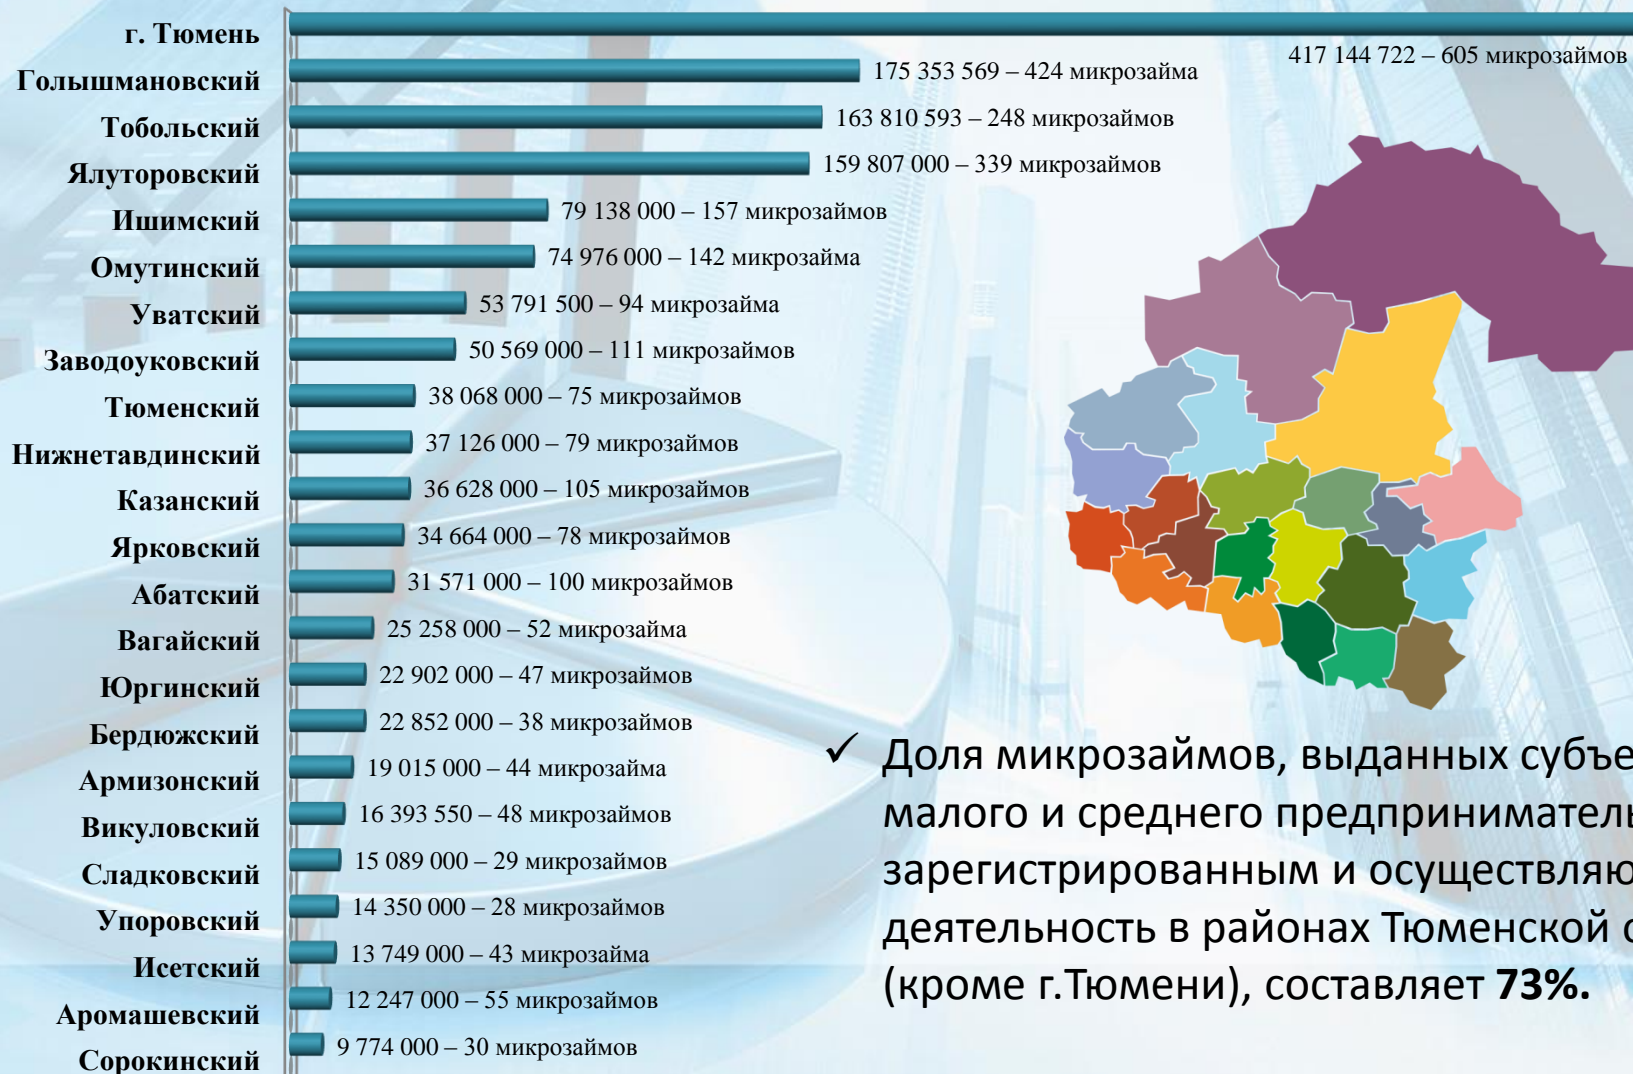 г. Тюмень
417 144 722 – 605 микрозаймов
Голышмановский
175 353 569 – 424 микрозайма
Тобольский
163 810 593 – 248 микрозаймов
Ялуторовский
159 807 000 – 339 микрозаймов
Ишимский
79 138 000 – 157 микрозаймов
Омутинский
74 976 000 – 142 микрозайма
Уватский
53 791 500 – 94 микрозайма
Заводоуковский
50 569 000 – 111 микрозаймов
Тюменский
38 068 000 – 75 микрозаймов
Нижнетавдинский
37 126 000 – 79 микрозаймов
Казанский
36 628 000 – 105 микрозаймов
Ярковский
34 664 000 – 78 микрозаймов
Абатский
31 571 000 – 100 микрозаймов
Вагайский
25 258 000 – 52 микрозайма
Юргинский
22 902 000 – 47 микрозаймов
Бердюжский
22 852 000 – 38 микрозаймов
Армизонский
19 015 000 – 44 микрозайма
Викуловский
16 393 550 – 48 микрозаймов
Сладковский
15 089 000 – 29 микрозаймов
Упоровский
14 350 000 – 28 микрозаймов
Исетский
13 749 000 – 43 микрозайма
Аромашевский
12 247 000 – 55 микрозаймов
Сорокинский
9 774 000 – 30 микрозаймов
✓ Доля микрозаймов, выданных
малого и среднего
зарегистрированным и
деятельность в районах Тюменской
(кроме г.Тюмени), составляет 73%.